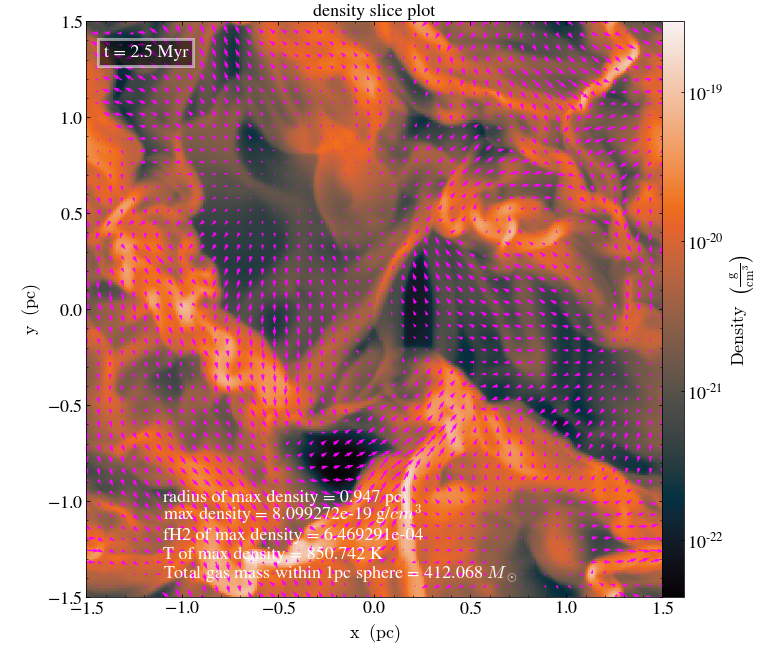 density slice plot
t = 2.5 Myr
1.5
1.0
0.5
0.0
−0.5
−1.0
−1.5
y (pc)
radius of max density = 0.947 pc
max density = 8.099272e-19 g/cm³
fH2 of max density = 6.469291e-04
T of max density = 850.742 K
Total gas mass within 1pc sphere = 412.068 M☉
−1.5 −1.0 −0.5 0.0 0.5 1.0 1.5
x (pc)
10⁻¹⁹
10⁻²⁰
10⁻²¹
10⁻²²
Density (g/cm³)